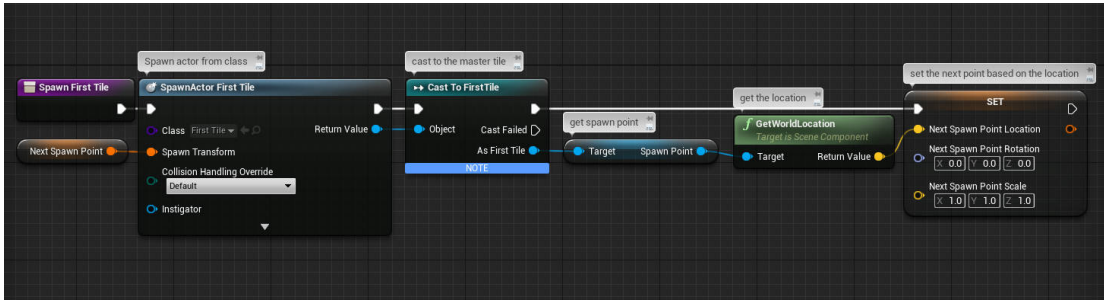 Spawn First Tile
Next Spawn Point
Spawn actor from class
SpawnActor First Tile
Class First Tile
Return Value
Spawn Transform
Collision Handling Override
Default
Instigator
cast to the master tile
Cast To FirstTile
Object
Cast Failed
As First Tile
NOTE
get spawn point
Target
Spawn Point
get the location
GetWorldLocation
Target is Scene Component
Target
Return Value
set the next point based on the location
SET
Next Spawn Point Location
Next Spawn Point Rotation
X 0.0 Y 0.0 Z 0.0
Next Spawn Point Scale
X 1.0 Y 1.0 Z 1.0